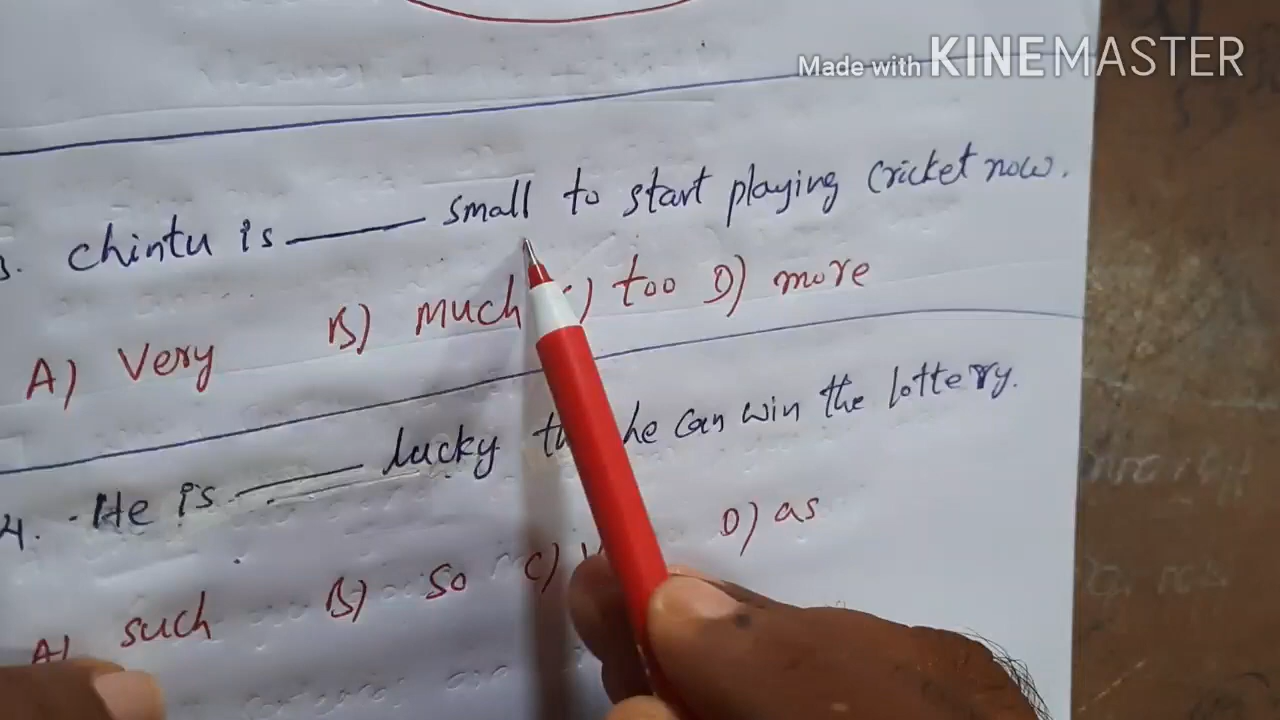 Made with KINEMASTER
3. Chintu is ______ small to start playing Cricket now.
A) Very B) Much C) too D) more
4. He is ______ lucky he can win the lottery.
A) such B) so C) D) as